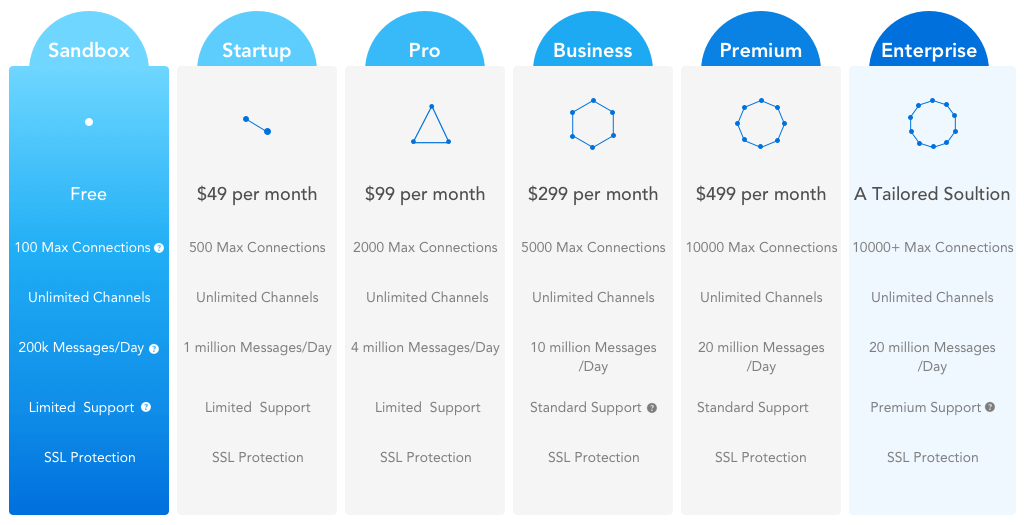 Sandbox
Free
100 Max Connections ?
Unlimited Channels
200k Messages/Day ?
Limited  Support ?
SSL Protection
Startup
$49 per month
500 Max Connections
Unlimited Channels
1 million Messages/Day
Limited  Support
SSL Protection
Pro
$99 per month
2000 Max Connections
Unlimited Channels
4 million Messages/Day
Limited  Support
SSL Protection
Business
$299 per month
5000 Max Connections
Unlimited Channels
10 million Messages
/Day
Standard Support ?
SSL Protection
Premium
$499 per month
10000 Max Connections
Unlimited Channels
20 million Messages
/Day
Standard Support
SSL Protection
Enterprise
A Tailored Soultion
10000+ Max Connections
Unlimited Channels
20 million Messages
/Day
Premium Support ?
SSL Protection